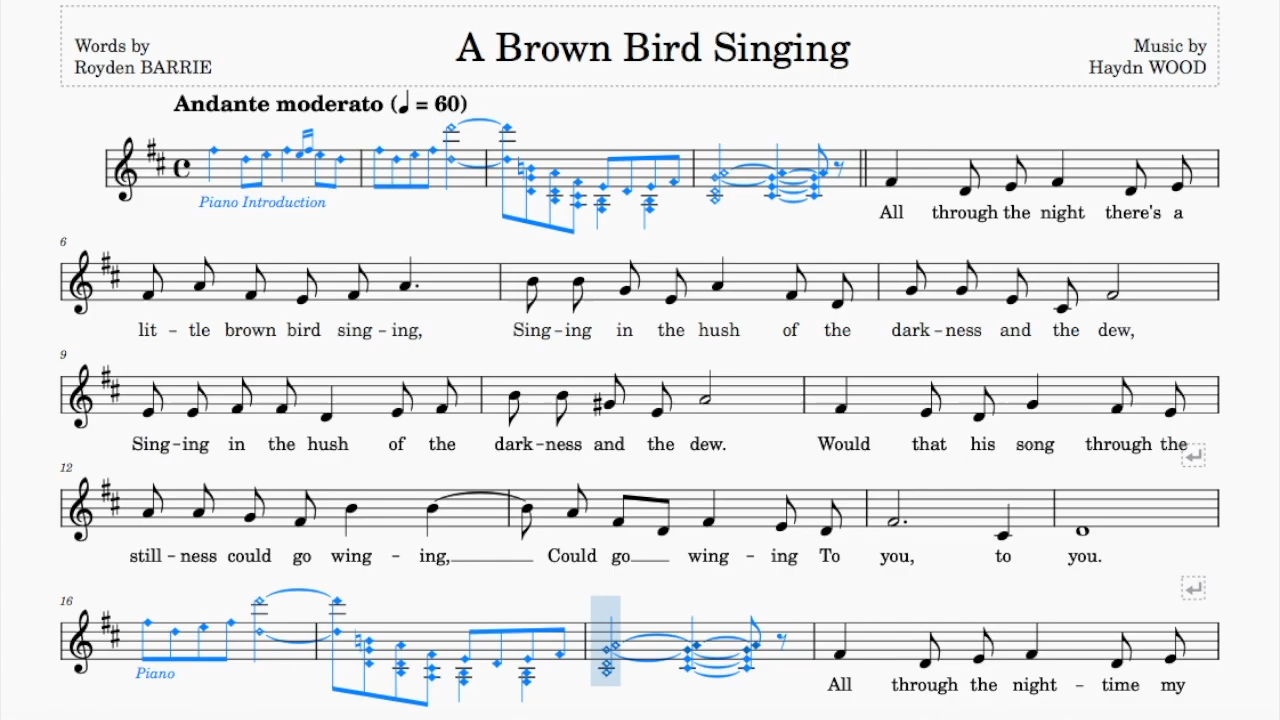 Words by
Royden BARRIE
A Brown Bird Singing
Music by
Haydn WOOD
Andante moderato (♩ = 60)
Piano Introduction
All through the night there's a
6
lit – tle brown bird sing – ing, Sing – ing in the hush of the dark – ness and the dew,
9
Sing – ing in the hush of the dark – ness and the dew. Would that his song through the
12
still – ness could go wing – ing, Could go wing – ing To you, to you.
16
Piano
All through the night – time my